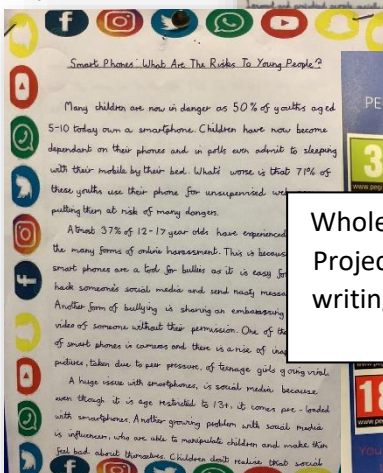 Smart Phones: What Are The Risks To Young People?
Many children are now in danger as 50% of youths aged
5-10 today own a smartphone. Children have now become
dependant on their phones and in polls even admit to sleeping
with their mobile by their bed. What's worse is that 71% of
these youths use their phone for unsupervised
putting them at risk of many dangers.
Almost 37% of 12-17 year olds have experienced
the many forms of online harassment. This is
smart phones are a tool for bullies as it is easy
hack someone's social media and send nasty
Another form of bullying is sharing an embarassing
video of someone without their permission. One of the
of smart phones is cameras and there is a rise of
pictures, taken due to peer pressure, of teenage girls going viral.
A huge issue with smartphones, is social media because
even though it is age restricted to 13+, it comes pre-loaded
with smartphones. Another growing problem with social media
is influencers, who are able to manipulate children and make them
feel bad about themselves. Children don't realise that social
PE
3
www.pegi
Whole
Projec
writing
18
You